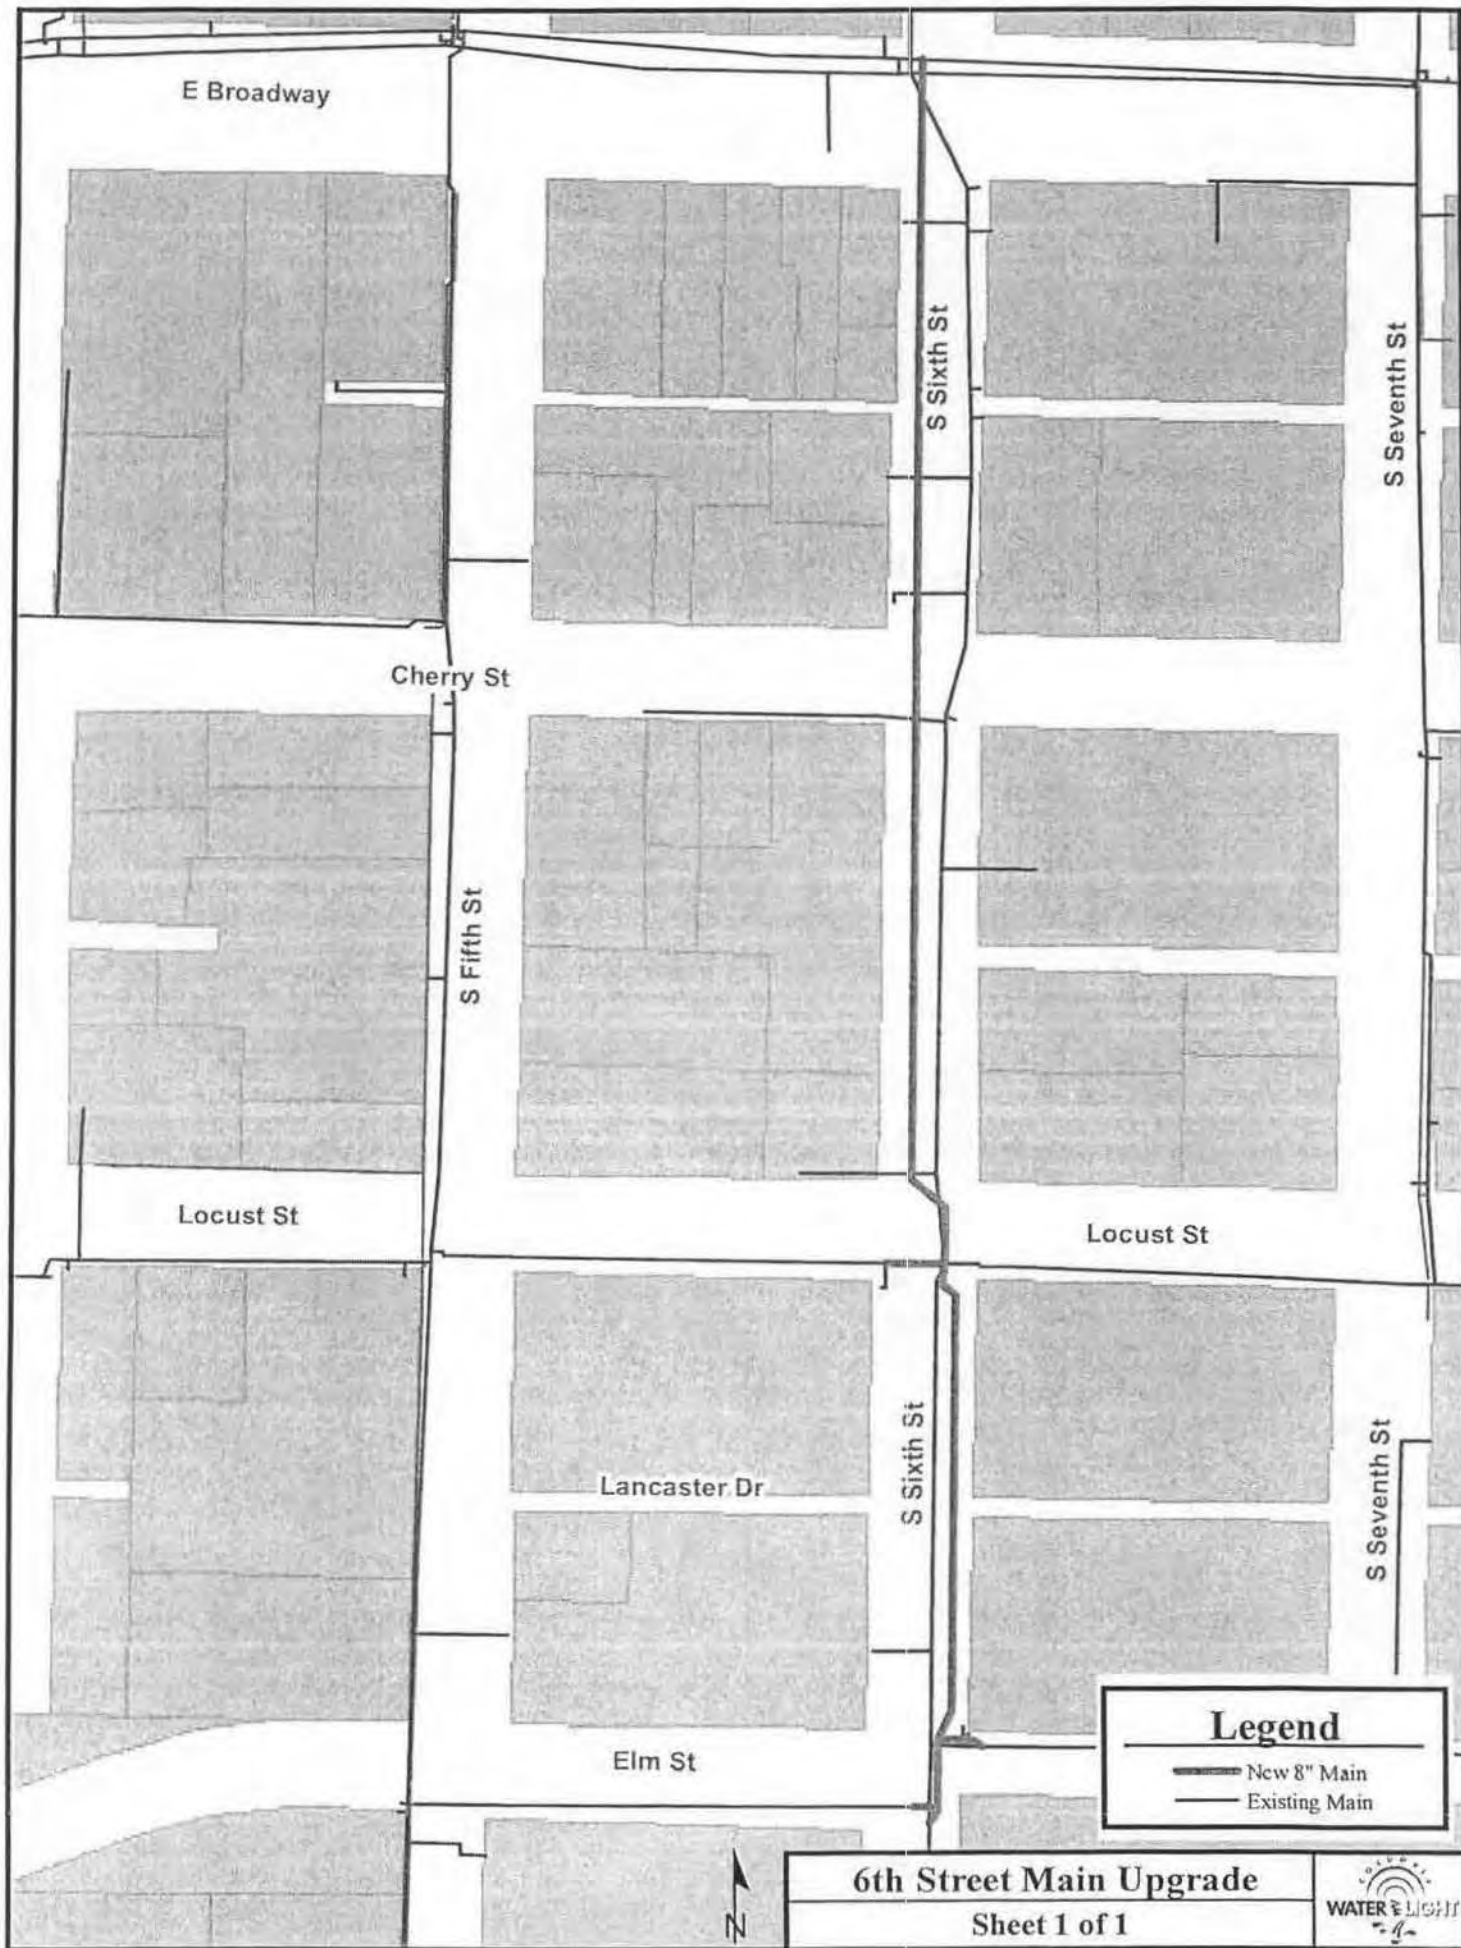 E Broadway
S Sixth St
S Seventh St
Cherry St
S Fifth St
Locust St
Locust St
Lancaster Dr
S Sixth St
S Seventh St
Elm St
Legend
New 8" Main
Existing Main
6th Street Main Upgrade
Sheet 1 of 1
N
WATER & LIGHT